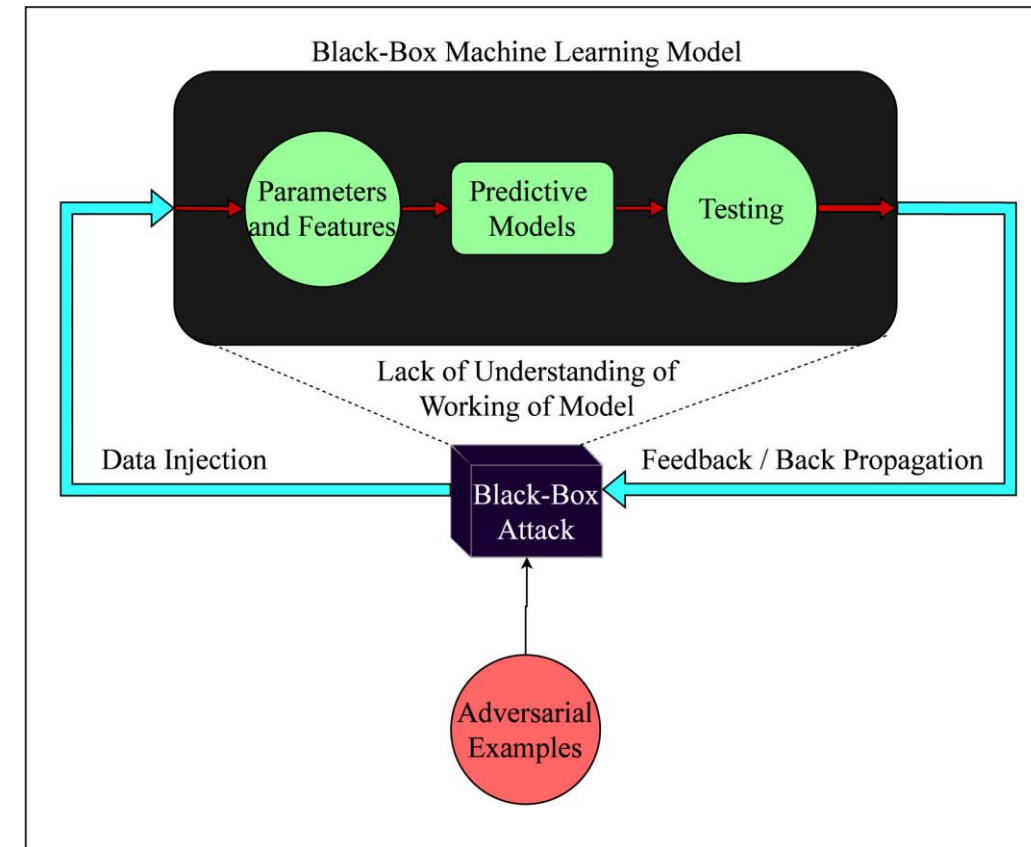 Black-Box Machine Learning Model
Parameters
and Features
Predictive
Models
Testing
Lack of Understanding of
Working of Model
Data Injection
Feedback / Back Propagation
Black-Box
Attack
Adversarial
Examples